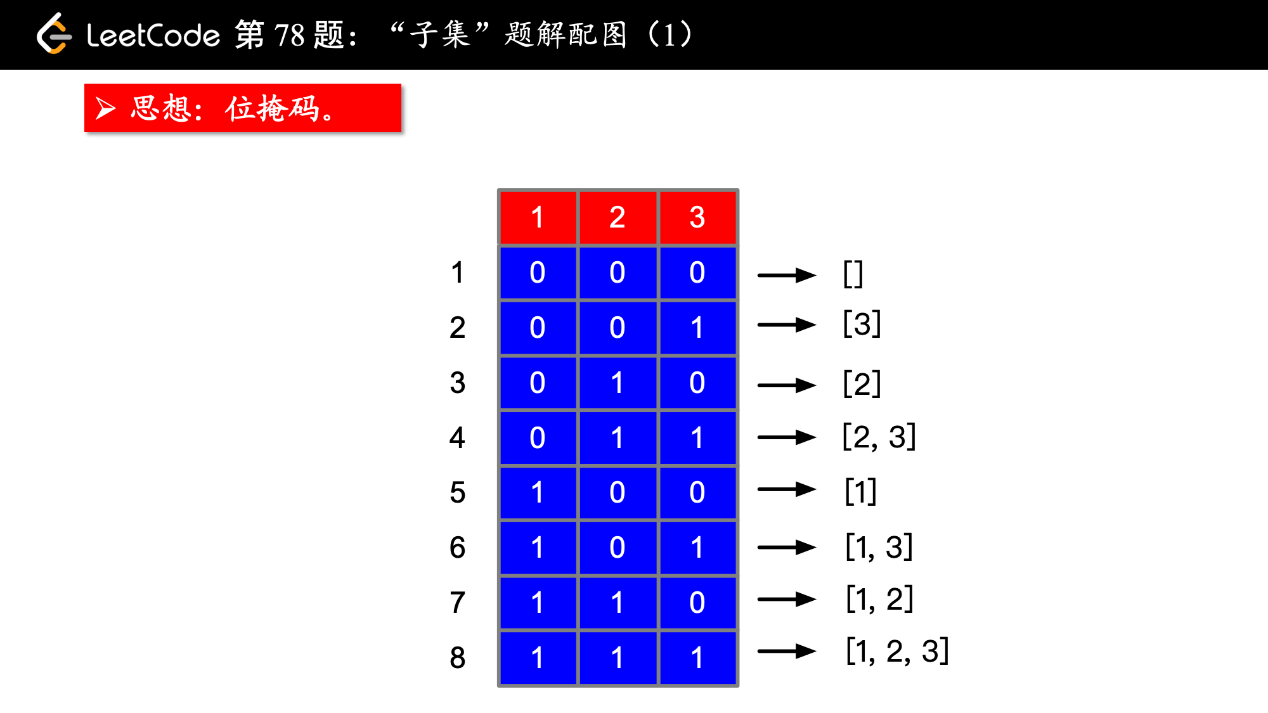 LeetCode 第 78 题：“子集”题解配图（1）
➢ 思想：位掩码。
1 2 3
1 0 0 0 []
2 0 0 1 [3]
3 0 1 0 [2]
4 0 1 1 [2, 3]
5 1 0 0 [1]
6 1 0 1 [1, 3]
7 1 1 0 [1, 2]
8 1 1 1 [1, 2, 3]